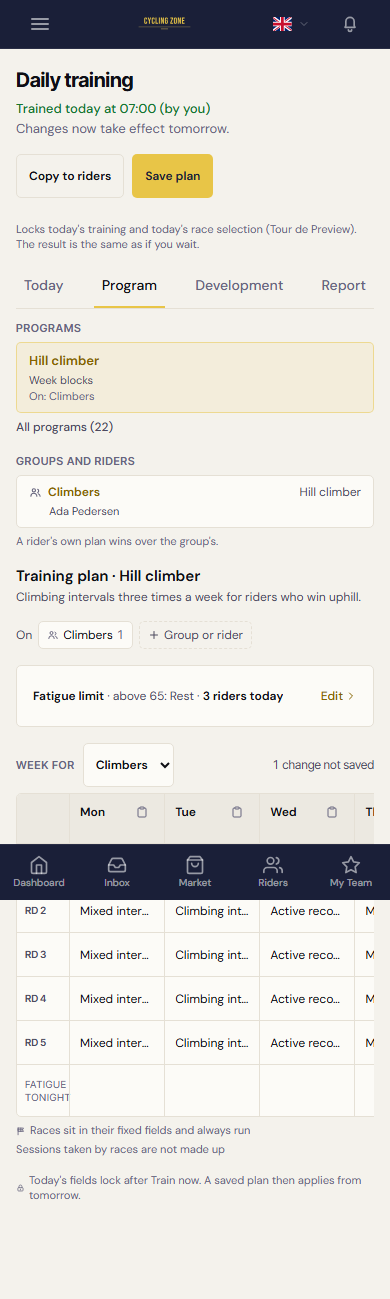 CYCLING ZONE
Daily training
Trained today at 07:00 (by you)
Changes now take effect tomorrow.
Copy to riders
Save plan
Locks today's training and today's race selection (Tour de Preview).
The result is the same as if you wait.
Today Program Development Report
PROGRAMS
Hill climber
Week blocks
On: Climbers
All programs (22)
GROUPS AND RIDERS
Climbers Hill climber
Ada Pedersen
A rider's own plan wins over the group's.
Training plan · Hill climber
Climbing intervals three times a week for riders who win uphill.
On Climbers 1 + Group or rider
Fatigue limit · above 65: Rest · 3 riders today Edit
WEEK FOR Climbers 1 change not saved
Mon Tue Wed
Dashboard Inbox Market Riders My Team
RD 2 Mixed inter... Climbing int... Active reco... M
RD 3 Mixed inter... Climbing int... Active reco... M
RD 4 Mixed inter... Climbing int... Active reco... M
RD 5 Mixed inter... Climbing int... Active reco... M
FATIGUE
TONIGHT
Races sit in their fixed fields and always run
Sessions taken by races are not made up
Today's fields lock after Train now. A saved plan then applies from
tomorrow.